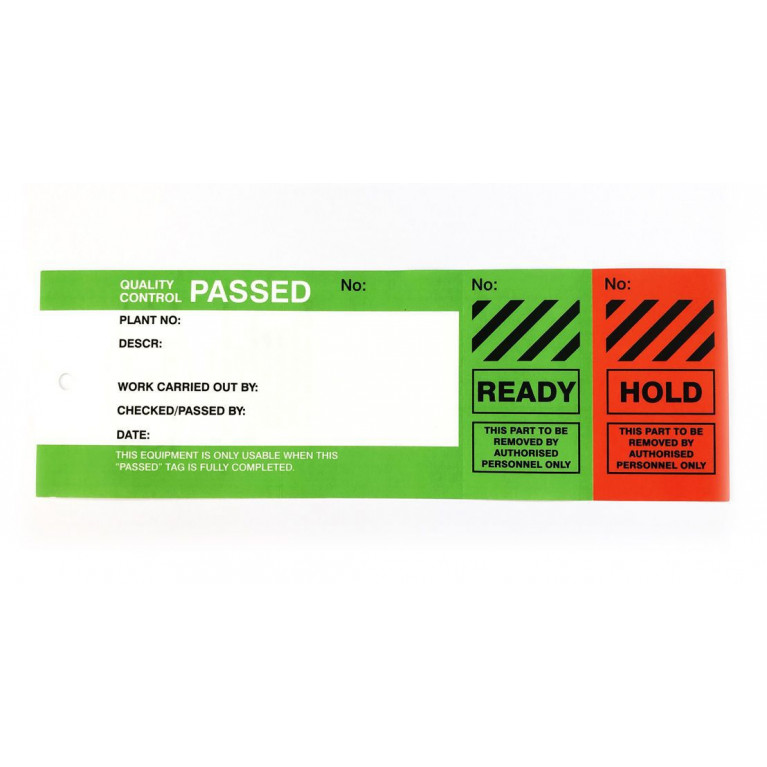 QUALITY
CONTROL PASSED
No:
PLANT NO:
DESCR:
WORK CARRIED OUT BY:
CHECKED/PASSED BY:
DATE:
THIS EQUIPMENT IS ONLY USABLE WHEN THIS
“PASSED” TAG IS FULLY COMPLETED.
No:
READY
THIS PART TO BE
REMOVED BY
AUTHORISED
PERSONNEL ONLY
No:
HOLD
THIS PART TO BE
REMOVED BY
AUTHORISED
PERSONNEL ONLY